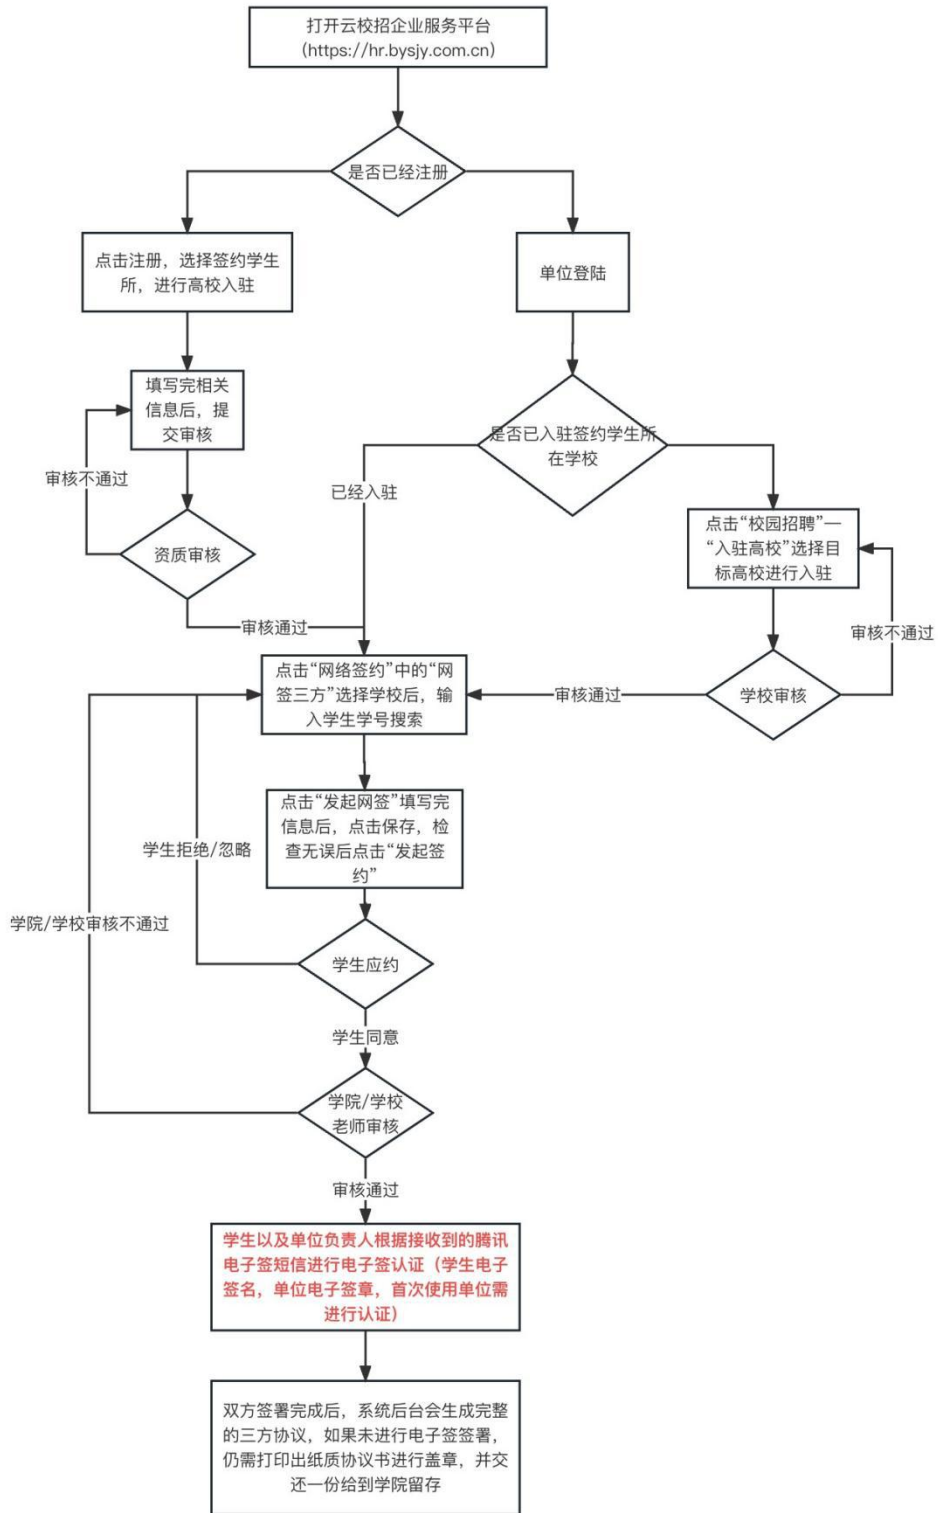 打开云校招企业服务平台
(https://hr.bysjy.com.cn)
是否已经注册
点击注册，选择签约学生
所，进行高校入驻
单位登陆
填写完相关
信息后，提
交审核
是否已入驻签约学生所
在学校
审核不通过
已经入驻
点击“校园招聘”—
“入驻高校”选择目
标高校进行入驻
资质审核
审核通过
审核不通过
点击“网络签约”中的“网
签三方”选择学校后，输
入学生学号搜索
审核通过
学校审核
点击“发起网签”填写完
信息后，点击保存，检
查无误后点击“发起签
约”
学生拒绝/忽略
学院/学校审核不通过
学生应约
学生同意
学院/学校
老师审核
审核通过
学生以及单位负责人根据接收到的腾讯
电子签短信进行电子签认证（学生电子
签名，单位电子签章，首次使用单位需
进行认证）
双方签署完成后，系统后台会生成完整
的三方协议，如果未进行电子签签署，
仍需打印出纸质协议书进行盖章，并交
还一份给到学院留存